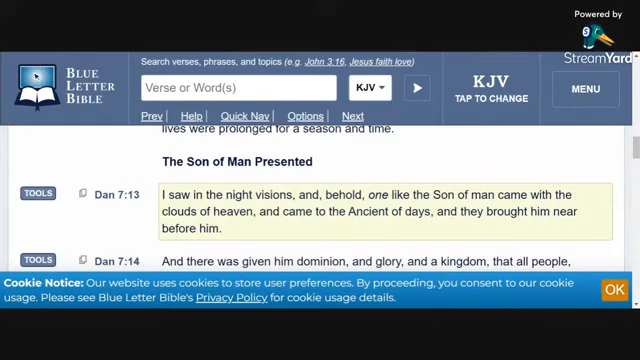 Powered by
StreamYard
BLUE
LETTER
BIBLE
Search verses, phrases, and topics (e.g. John 3:16, Jesus faith love)
Verse or Word(s)
KJV
KJV
TAP TO CHANGE
MENU
Prev Help Quick Nav Options Next
lives were prolonged for a season and time.
The Son of Man Presented
TOOLS Dan 7:13 I saw in the night visions, and, behold, one like the Son of man came with the
clouds of heaven, and came to the Ancient of days, and they brought him near
before him.
TOOLS Dan 7:14 And there was given him dominion, and glory, and a kingdom, that all people,
Cookie Notice: Our website uses cookies to store user preferences. By proceeding, you consent to our cookie
usage. Please see Blue Letter Bible's Privacy Policy for cookie usage details.
OK